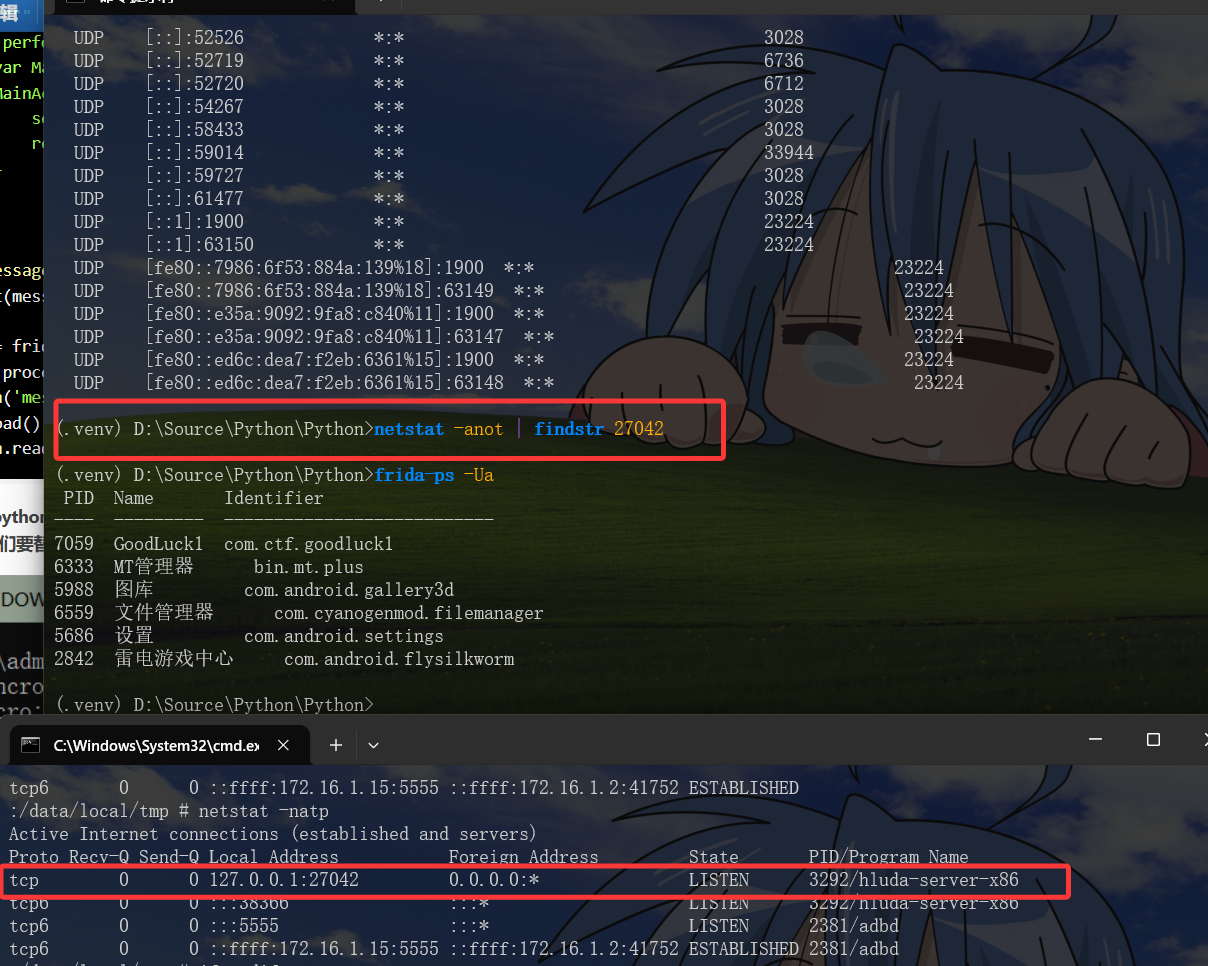 辑
命令提示符
perfo
var Ma
MainAc
se
re
essage
t(mess
= frid
proce
n('mes
oad()
n.read
python
们要替
DOW
\adm
ncro
cro:
UDP [::]:52526 *:* 3028
UDP [::]:52719 *:* 6736
UDP [::]:52720 *:* 6712
UDP [::]:54267 *:* 3028
UDP [::]:58433 *:* 3028
UDP [::]:59014 *:* 33944
UDP [::]:59727 *:* 3028
UDP [::]:61477 *:* 3028
UDP [::1]:1900 *:* 23224
UDP [::1]:63150 *:* 23224
UDP [fe80::7986:6f53:884a:139%18]:1900 *:* 23224
UDP [fe80::7986:6f53:884a:139%18]:63149 *:* 23224
UDP [fe80::e35a:9092:9fa8:c840%11]:1900 *:* 23224
UDP [fe80::e35a:9092:9fa8:c840%11]:63147 *:* 23224
UDP [fe80::ed6c:dea7:f2eb:6361%15]:1900 *:* 23224
UDP [fe80::ed6c:dea7:f2eb:6361%15]:63148 *:* 23224
(.venv) D:\Source\Python\Python>netstat -anot | findstr 27042
(.venv) D:\Source\Python\Python>frida-ps -Ua
PID Name Identifier
---- --------- ---------------------------
7059 GoodLuck1 com.ctf.goodluck1
6333 MT管理器 bin.mt.plus
5988 图库 com.android.gallery3d
6559 文件管理器 com.cyanogenmod.filemanager
5686 设置 com.android.settings
2842 雷电游戏中心 com.android.flysilkworm
(.venv) D:\Source\Python\Python>
C:\Windows\System32\cmd.ex
tcp6 0 0 ::ffff:172.16.1.15:5555 ::ffff:172.16.1.2:41752 ESTABLISHED
:/data/local/tmp # netstat -natp
Active Internet connections (established and servers)
Proto Recv-Q Send-Q Local Address Foreign Address State PID/Program Name
tcp 0 0 127.0.0.1:27042 0.0.0.0:* LISTEN 3292/hluda-server-x86
tcp6 0 0 :::38366 :::* LISTEN 3292/hluda-server-x86
tcp6 0 0 :::5555 :::* LISTEN 2381/adbd
tcp6 0 0 ::ffff:172.16.1.15:5555 ::ffff:172.16.1.2:41752 ESTABLISHED 2381/adbd